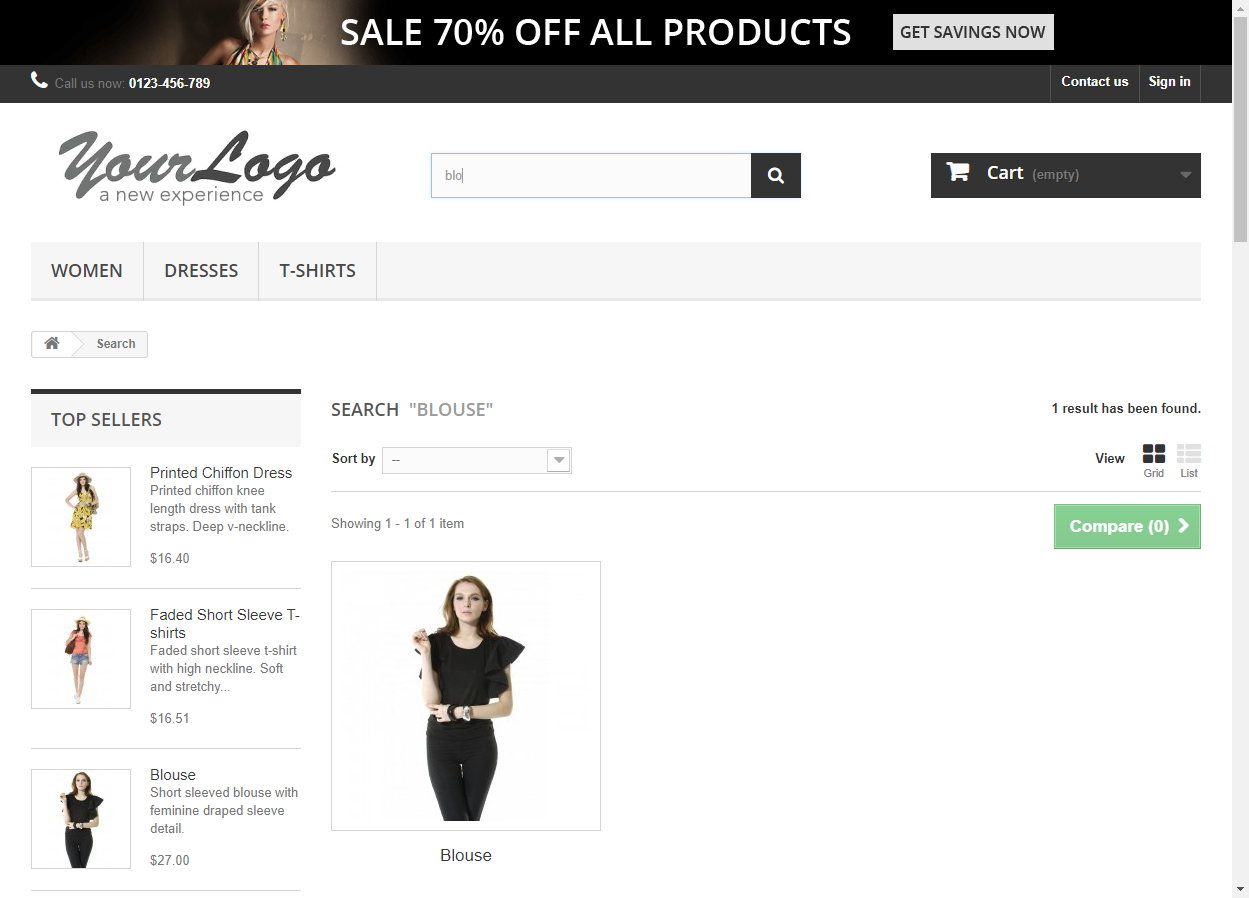 SALE 70% OFF ALL PRODUCTS
GET SAVINGS NOW
Call us now: 0123-456-789
Contact us
Sign in
YourLogo
a new experience
blo
Cart (empty)
WOMEN
DRESSES
T-SHIRTS
Search
TOP SELLERS
Printed Chiffon Dress
Printed chiffon knee
length dress with tank
straps. Deep v-neckline.
$16.40
Faded Short Sleeve T-
shirts
Faded short sleeve t-shirt
with high neckline. Soft
and stretchy...
$16.51
Blouse
Short sleeved blouse with
feminine draped sleeve
detail.
$27.00
SEARCH "BLOUSE"
1 result has been found.
Sort by
--
View
Grid
List
Showing 1 - 1 of 1 item
Compare (0)
Blouse